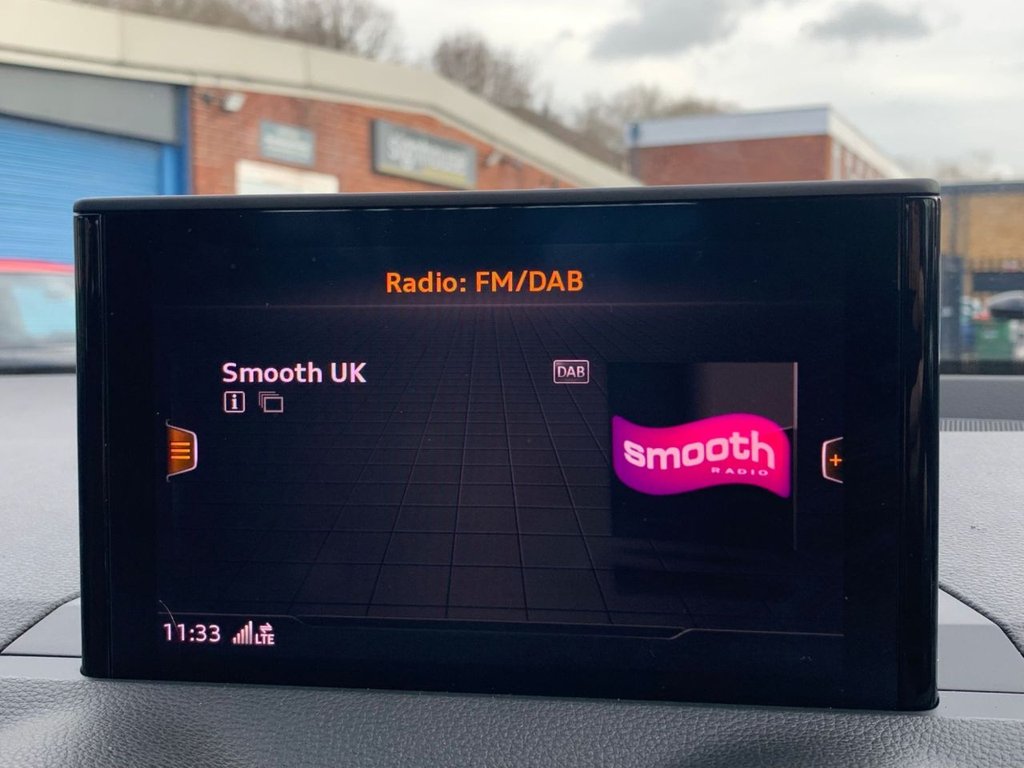 Radio: FM/DAB
Smooth UK
DAB
smooth
RADIO
11:33
LTE